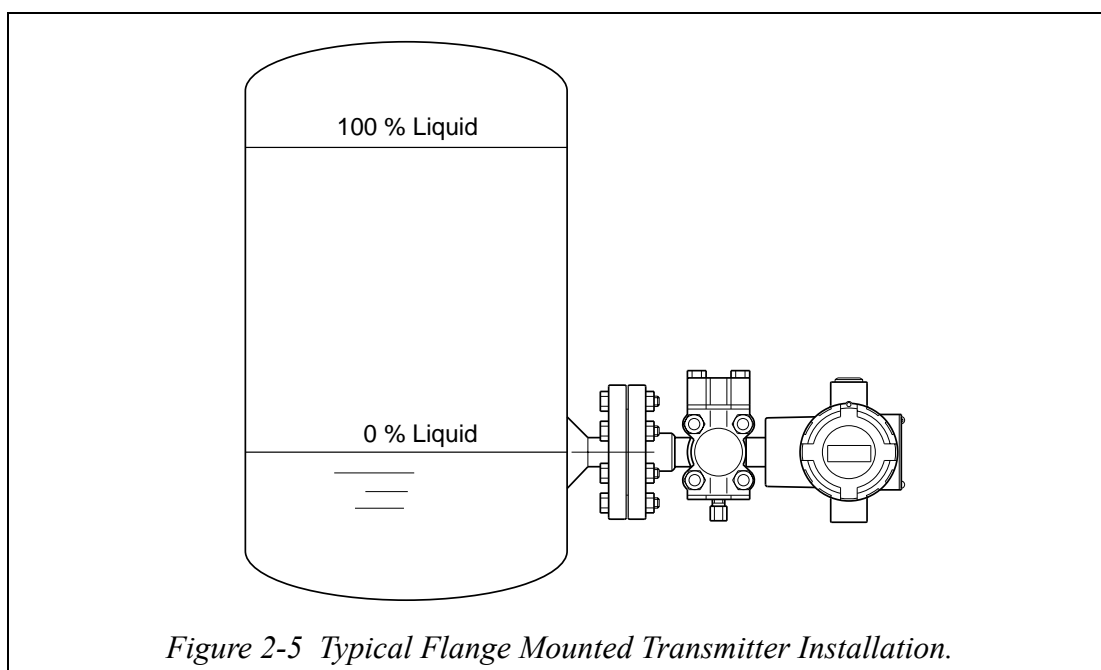 100 % Liquid
0 % Liquid
Figure 2-5 Typical Flange Mounted Transmitter Installation.